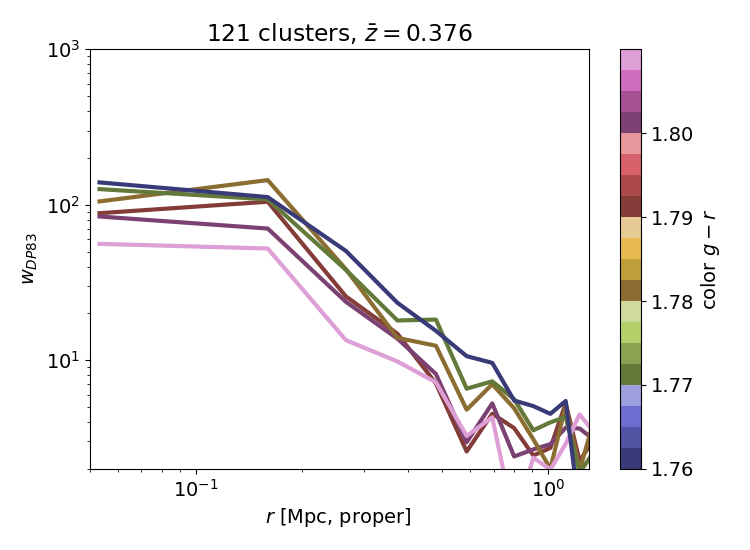 121 clusters, z̄ = 0.376
10³
10²
10¹
w_DP83
10⁻¹
10⁰
r [Mpc, proper]
1.80
1.79
1.78
1.77
1.76
color g − r